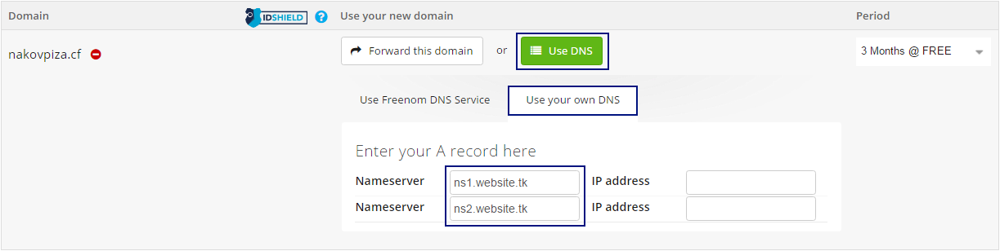 Domain IDSHIELD ? Use your new domain Period
nakovpiza.cf Forward this domain or Use DNS 3 Months @ FREE
Use Freenom DNS Service Use your own DNS
Enter your A record here
Nameserver ns1.website.tk IP address
Nameserver ns2.website.tk IP address